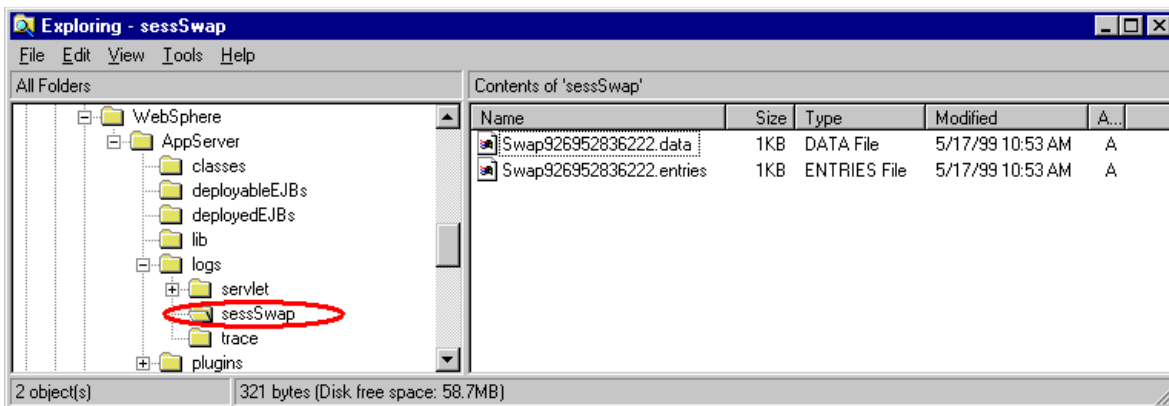 Exploring - sessSwap
File Edit View Tools Help
All Folders
Contents of 'sessSwap'
WebSphere
AppServer
classes
deployableEJBs
deployedEJBs
lib
logs
servlet
sessSwap
trace
plugins
Name Size Type Modified A...
Swap926952836222.data 1KB DATA File 5/17/99 10:53 AM A
Swap926952836222.entries 1KB ENTRIES File 5/17/99 10:53 AM A
2 object(s) 321 bytes (Disk free space: 58.7MB)